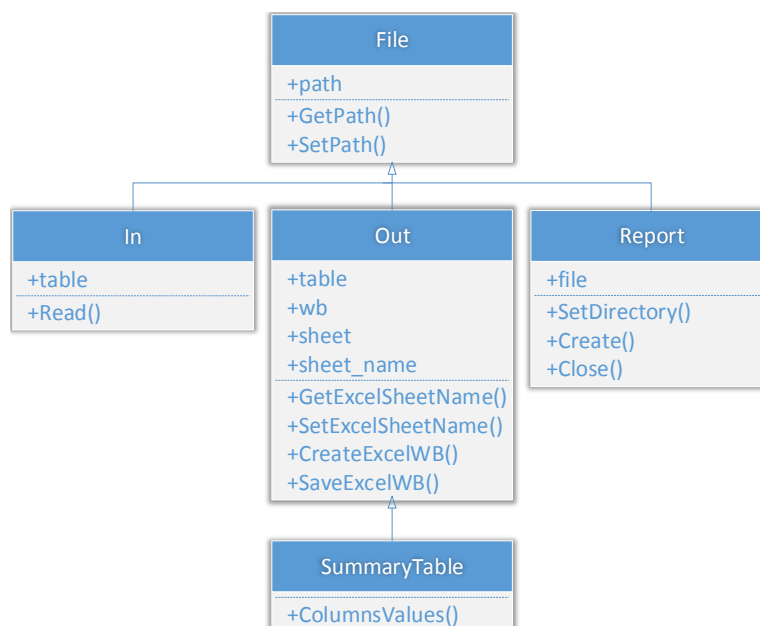 File
+path
+GetPath()
+SetPath()
In
+table
+Read()
Out
+table
+wb
+sheet
+sheet_name
+GetExcelSheetName()
+SetExcelSheetName()
+CreateExcelWB()
+SaveExcelWB()
Report
+file
+SetDirectory()
+Create()
+Close()
SummaryTable
+ColumnsValues()